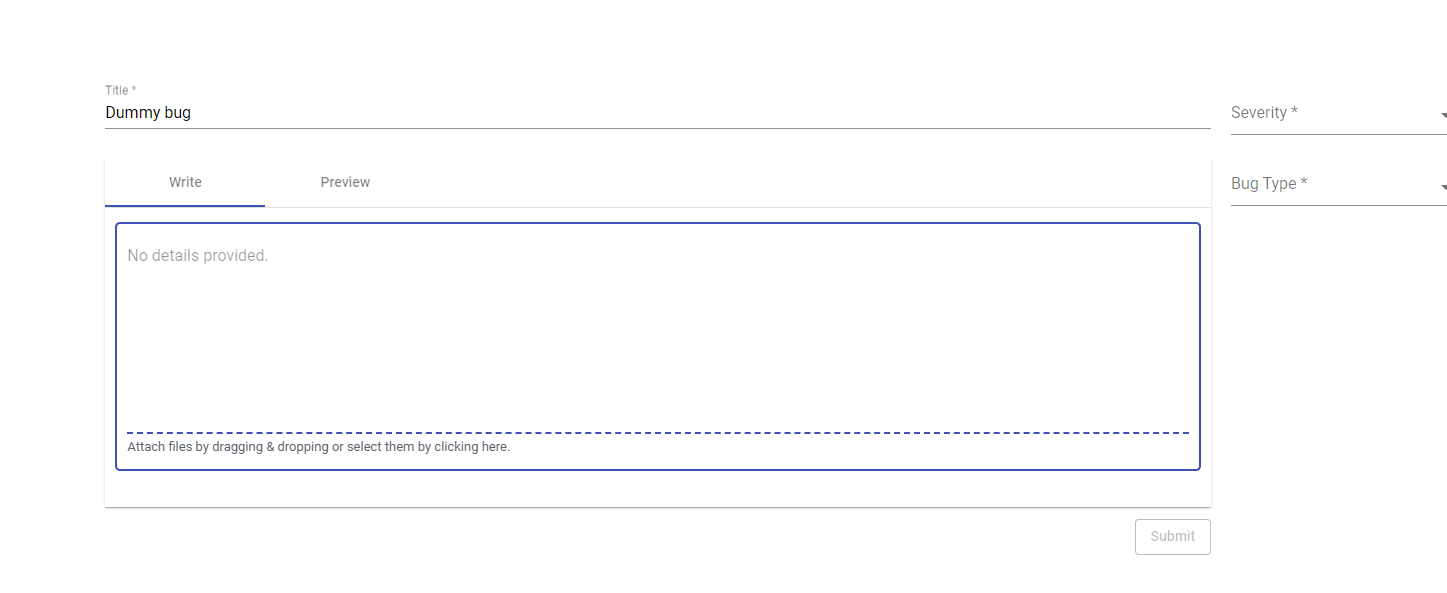 Title *
Dummy bug
Severity *
Write
Preview
Bug Type *
No details provided.
Attach files by dragging & dropping or select them by clicking here.
Submit